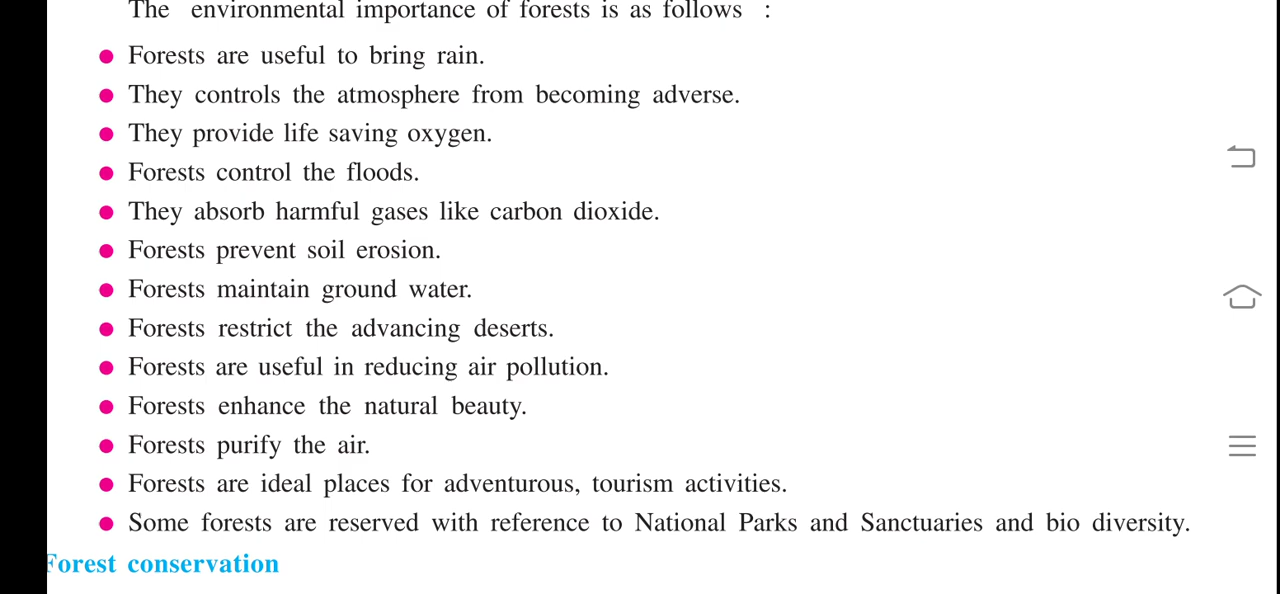 The environmental importance of forests is as follows :
● Forests are useful to bring rain.
● They controls the atmosphere from becoming adverse.
● They provide life saving oxygen.
● Forests control the floods.
● They absorb harmful gases like carbon dioxide.
● Forests prevent soil erosion.
● Forests maintain ground water.
● Forests restrict the advancing deserts.
● Forests are useful in reducing air pollution.
● Forests enhance the natural beauty.
● Forests purify the air.
● Forests are ideal places for adventurous, tourism activities.
● Some forests are reserved with reference to National Parks and Sanctuaries and bio diversity.
Forest conservation